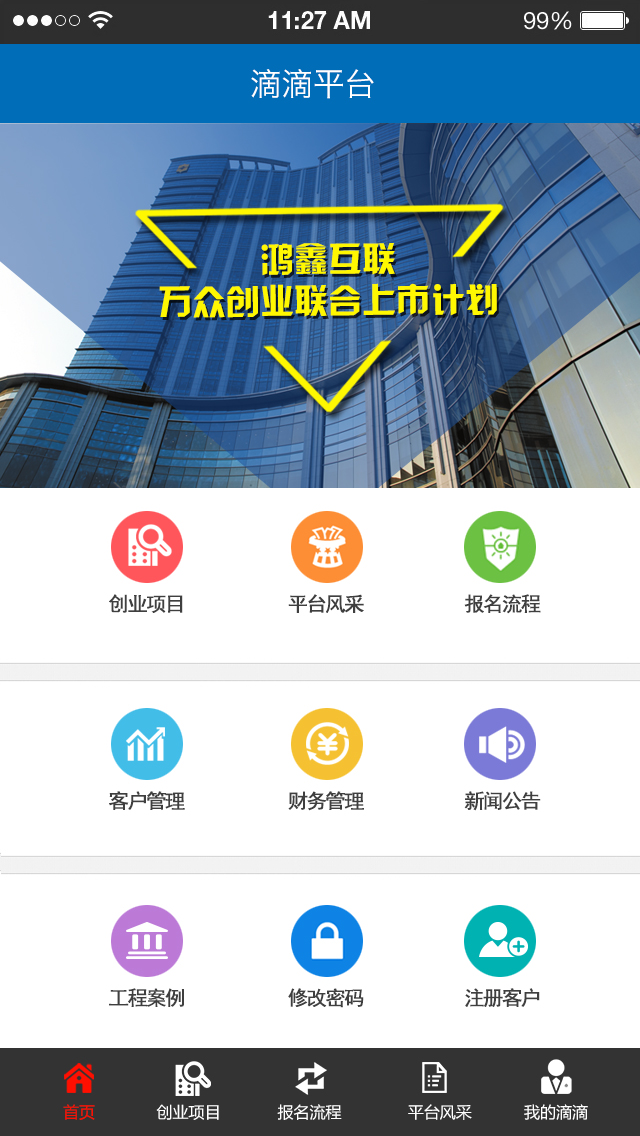 11:27 AM
99%
滴滴平台
鸿鑫互联
万众创业联合上市计划
创业项目
平台风采
报名流程
客户管理
财务管理
新闻公告
工程案例
修改密码
注册客户
首页
创业项目
报名流程
平台风采
我的滴滴